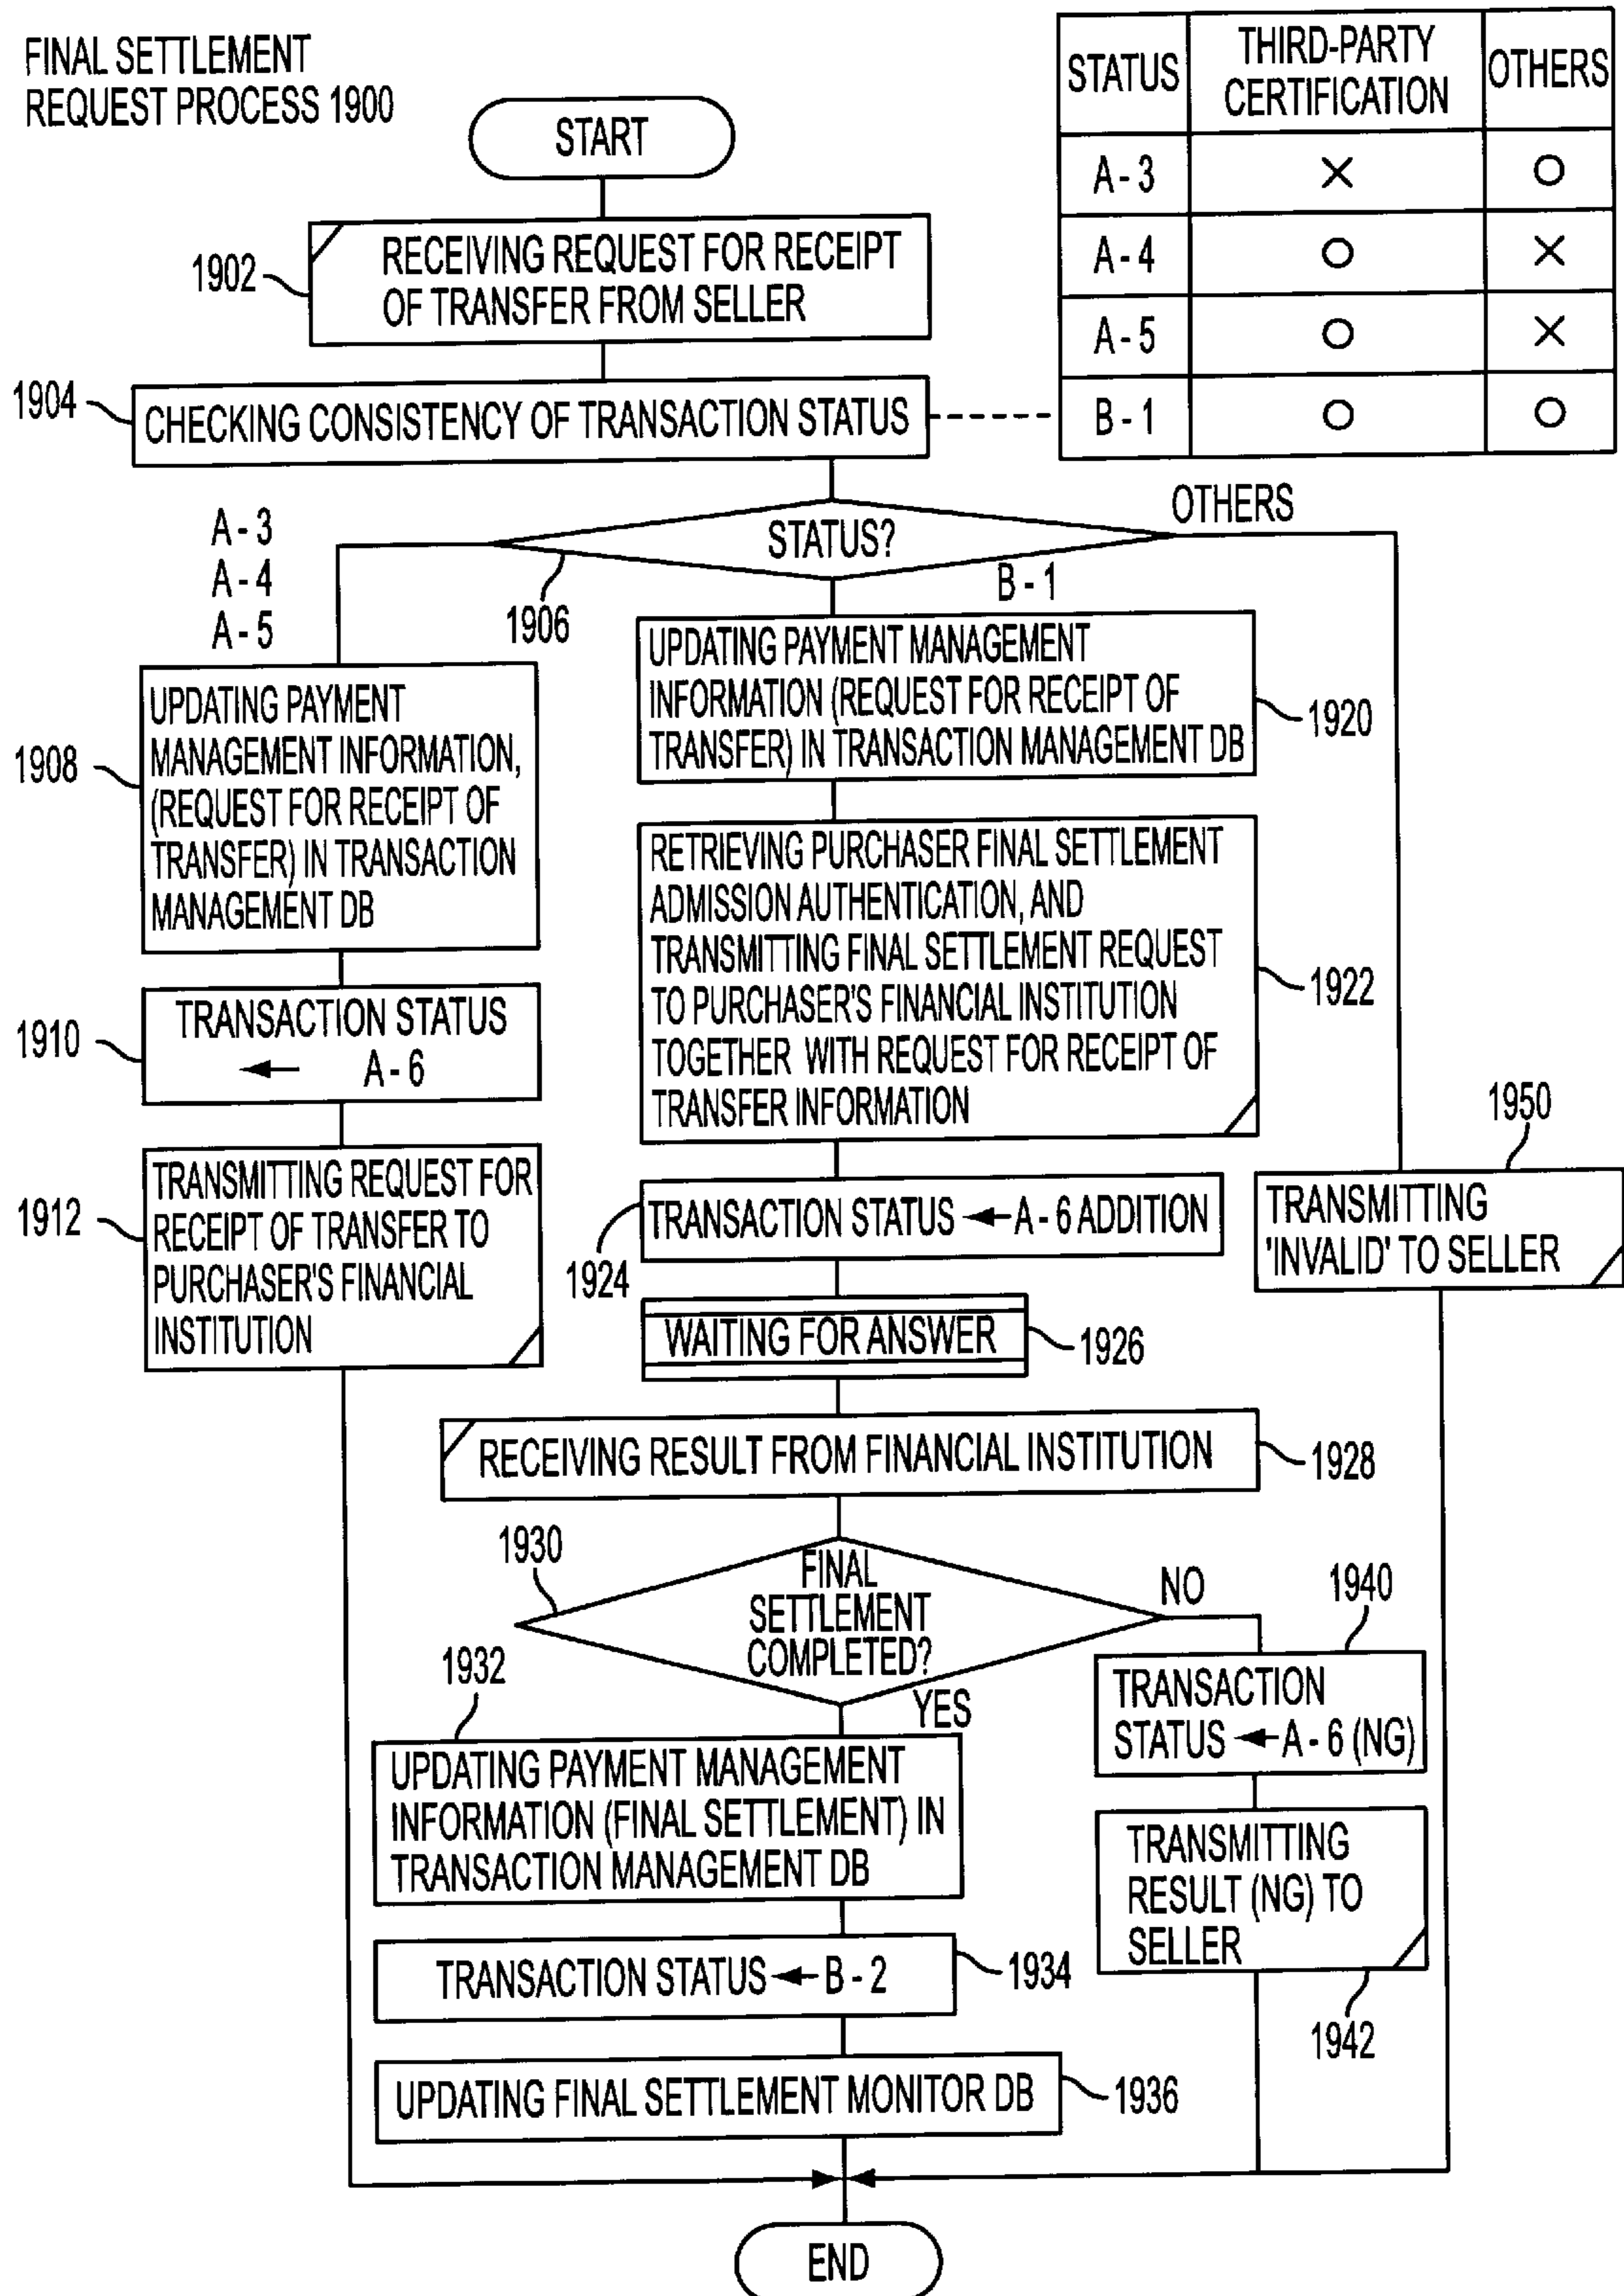 FINAL SETTLEMENT
REQUEST PROCESS 1900
STATUS
THIRD-PARTY
CERTIFICATION
OTHERS
A - 3 × ○
A - 4 ○ ×
A - 5 ○ ×
B - 1 ○ ○
START
1902
RECEIVING REQUEST FOR RECEIPT
OF TRANSFER FROM SELLER
1904
CHECKING CONSISTENCY OF TRANSACTION STATUS
STATUS?
1906
OTHERS
B - 1
A - 3
A - 4
A - 5
1908
UPDATING PAYMENT
MANAGEMENT INFORMATION,
(REQUEST FOR RECEIPT OF
TRANSFER) IN TRANSACTION
MANAGEMENT DB
1910
TRANSACTION STATUS
← A - 6
1912
TRANSMITTING REQUEST FOR
RECEIPT OF TRANSFER TO
PURCHASER'S FINANCIAL
INSTITUTION
UPDATING PAYMENT MANAGEMENT
INFORMATION (REQUEST FOR RECEIPT OF
TRANSFER) IN TRANSACTION MANAGEMENT DB
1920
RETRIEVING PURCHASER FINAL SETTLEMENT
ADMISSION AUTHENTICATION, AND
TRANSMITTING FINAL SETTLEMENT REQUEST
TO PURCHASER'S FINANCIAL INSTITUTION
TOGETHER WITH REQUEST FOR RECEIPT OF
TRANSFER INFORMATION
1922
TRANSACTION STATUS ← A - 6 ADDITION
1924
WAITING FOR ANSWER
1926
RECEIVING RESULT FROM FINANCIAL INSTITUTION
1928
1930
FINAL
SETTLEMENT
COMPLETED?
NO
YES
1932
UPDATING PAYMENT MANAGEMENT
INFORMATION (FINAL SETTLEMENT) IN
TRANSACTION MANAGEMENT DB
TRANSACTION STATUS ← B - 2
1934
UPDATING FINAL SETTLEMENT MONITOR DB
1936
1940
TRANSACTION
STATUS ← A - 6 (NG)
TRANSMITTING
RESULT (NG) TO
SELLER
1942
1950
TRANSMITTING
'INVALID' TO SELLER
END